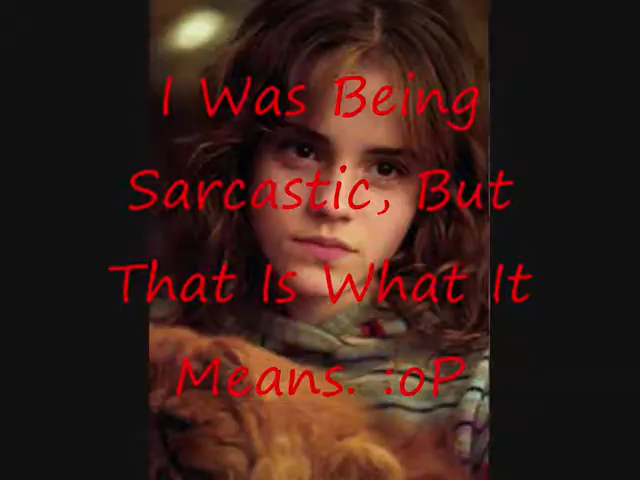 I Was Being
Sarcastic, But
That Is What It
Means. :oP